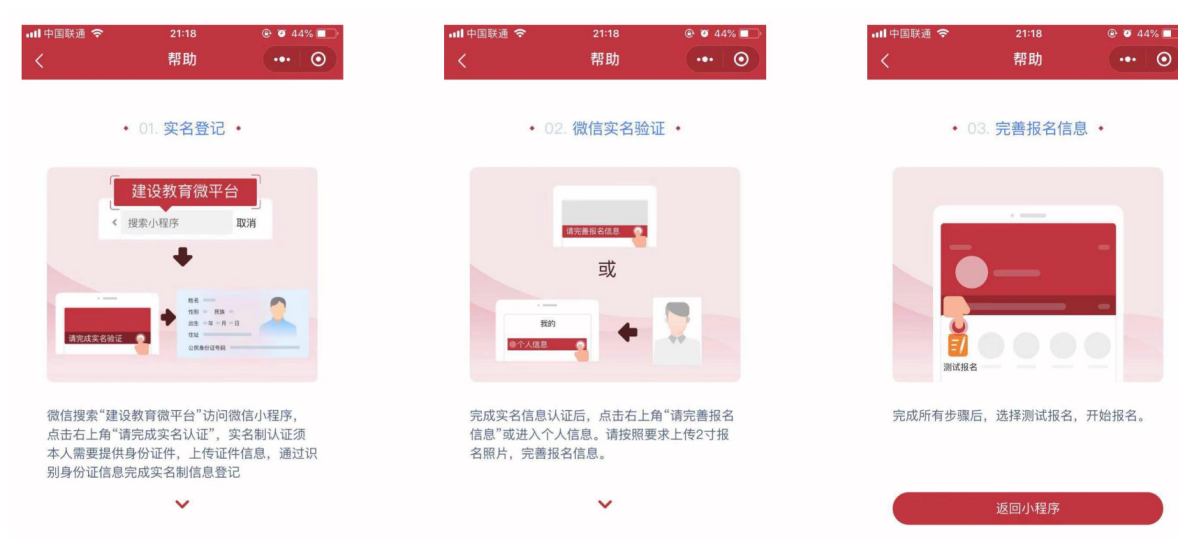 中国联通 21:18 44%
帮助
01. 实名登记
建设教育微平台
搜索小程序 取消
请完成实名验证
姓名
性别 民族
出生 年 月 日
住址
公民身份证号码
微信搜索“建设教育微平台”访问微信小程序，
点击右上角“请完成实名认证”，实名制认证须
本人需要提供身份证件，上传证件信息，通过识
别身份证信息完成实名制信息登记
中国联通 21:18 44%
帮助
02. 微信实名验证
请完善报名信息
或
我的
个人信息
完成实名信息认证后，点击右上角“请完善报名
信息”或进入个人信息。请按照要求上传2寸报
名照片，完善报名信息。
中国联通 21:18 44%
帮助
03. 完善报名信息
测试报名
完成所有步骤后，选择测试报名，开始报名。
返回小程序